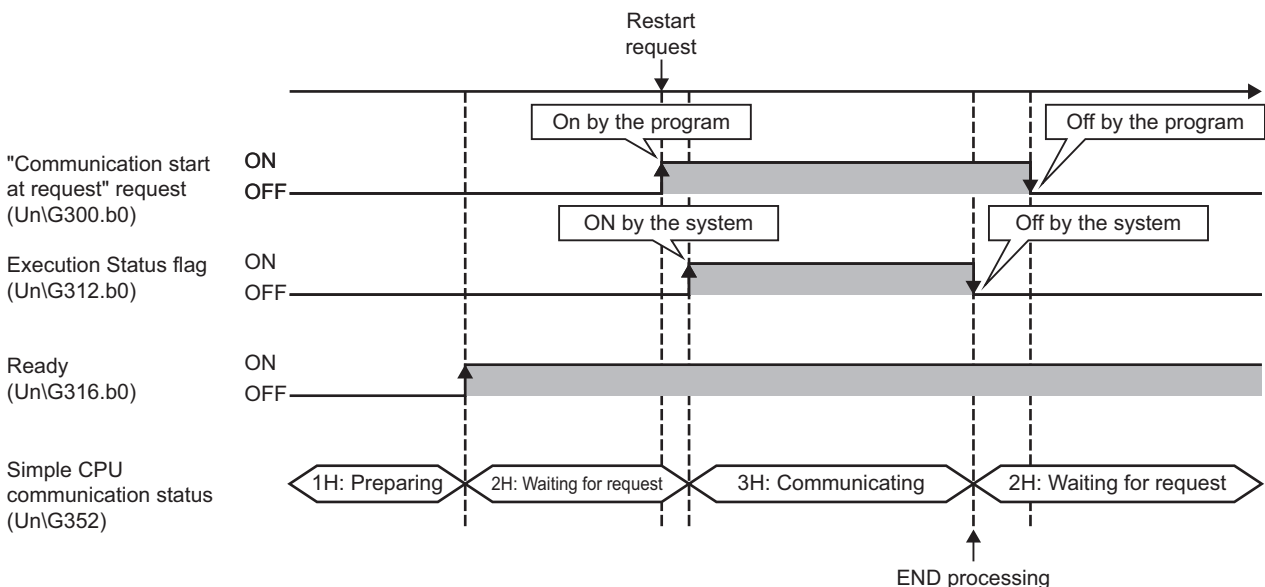 Restart
request
On by the program
Off by the program
"Communication start
at request" request
(Un\G300.b0)
ON
OFF
ON by the system
Off by the system
Execution Status flag
(Un\G312.b0)
ON
OFF
Ready
(Un\G316.b0)
ON
OFF
Simple CPU
communication status
(Un\G352)
1H: Preparing
2H: Waiting for request
3H: Communicating
2H: Waiting for request
END processing